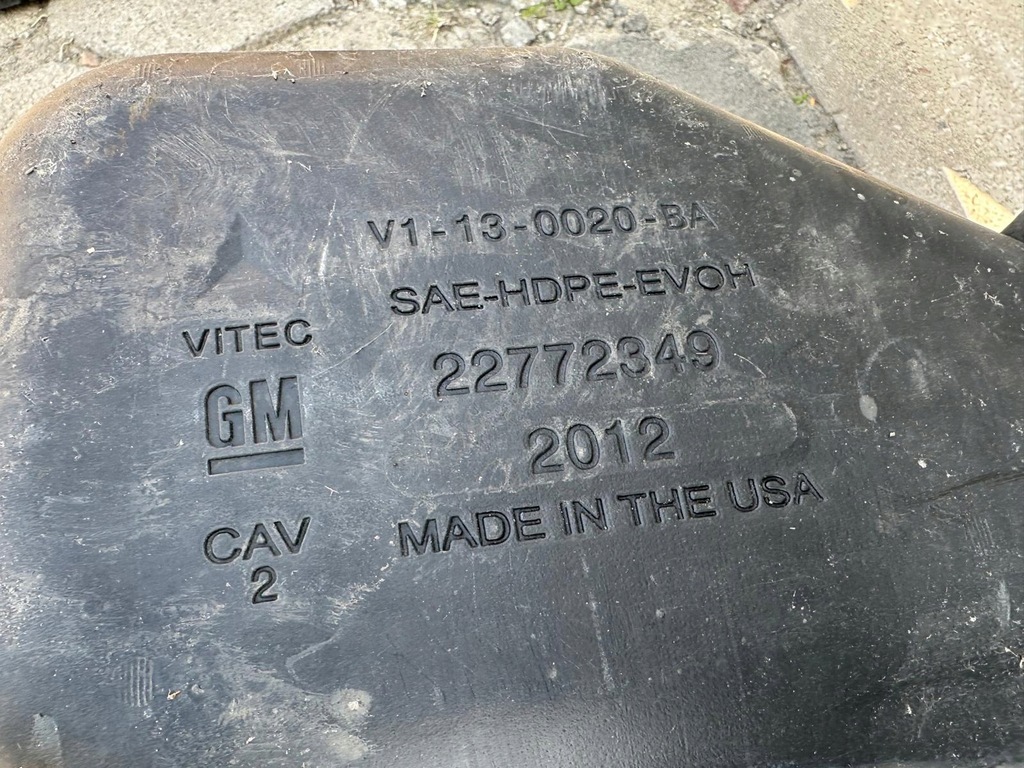 V1-13-0020-BA
SAE-HDPE-EVOH
VITEC
22772349
GM
2012
CAV
2
MADE IN THE USA